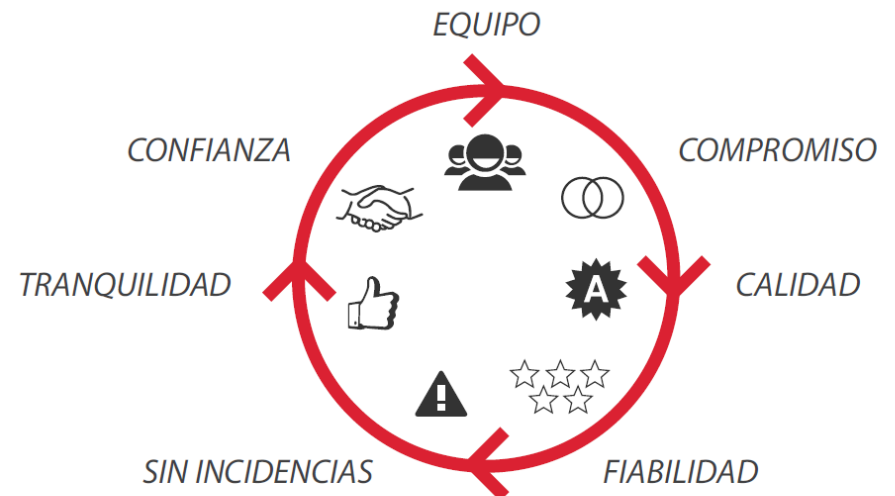 EQUIPO
CONFIANZA
COMPROMISO
A
TRANQUILIDAD
CALIDAD
SIN INCIDENCIAS
FIABILIDAD